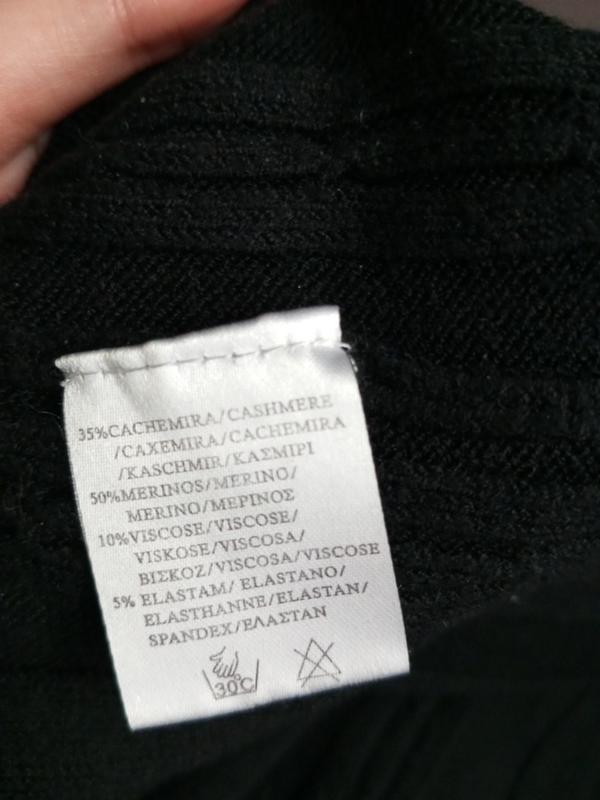 35%CACHEMIRA/CASHMERE
/CAXEMIRA/CACHEMIRA
/KASCHMIR/ΚΑΣΜΙΡΙ
50%MERINOS/MERINO/
MERINO/ΜΕΡΙΝΟΣ
10%VISCOSE/VISCOSE/
VISKOSE/VISCOSA/
ΒΙΣΚΟΖ/VISCOSA/VISCOSE
5% ELASTAM/ ELASTANO/
ELASTHANNE/ELASTAN/
SPANDEX/ΕΛΑΣΤΑΝ
30°C